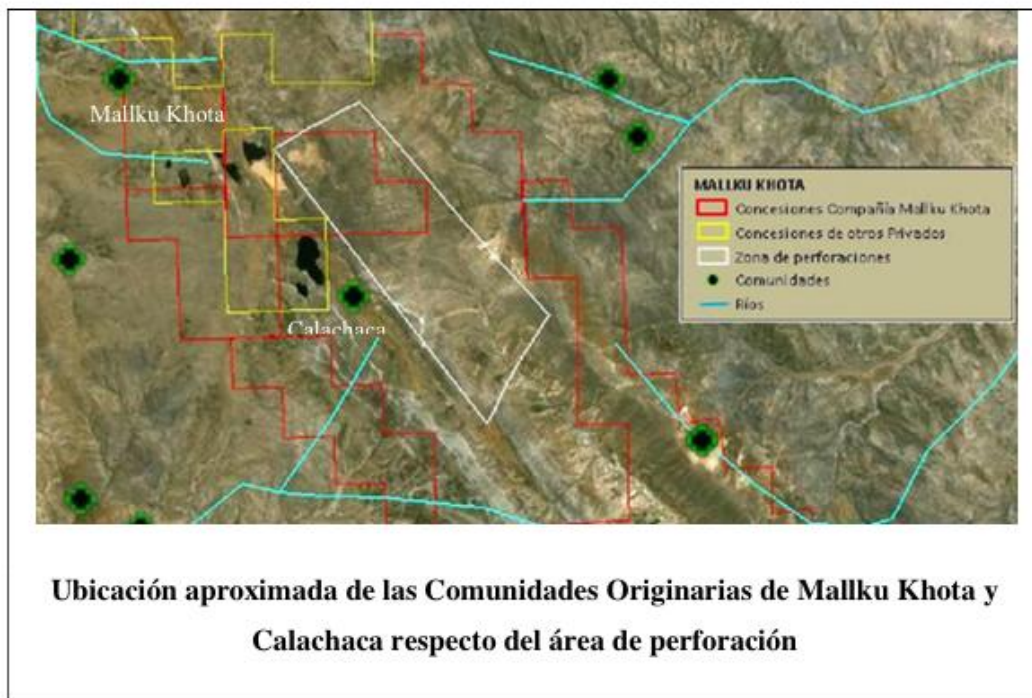 Mallku Khota
Calachaca
MALLKU KHOTA
Concesiones Compañía Mallku Khota
Concesiones de otros Privados
Zona de perforaciones
Comunidades
Ríos
Ubicación aproximada de las Comunidades Originarias de Mallku Khota y
Calachaca respecto del área de perforación